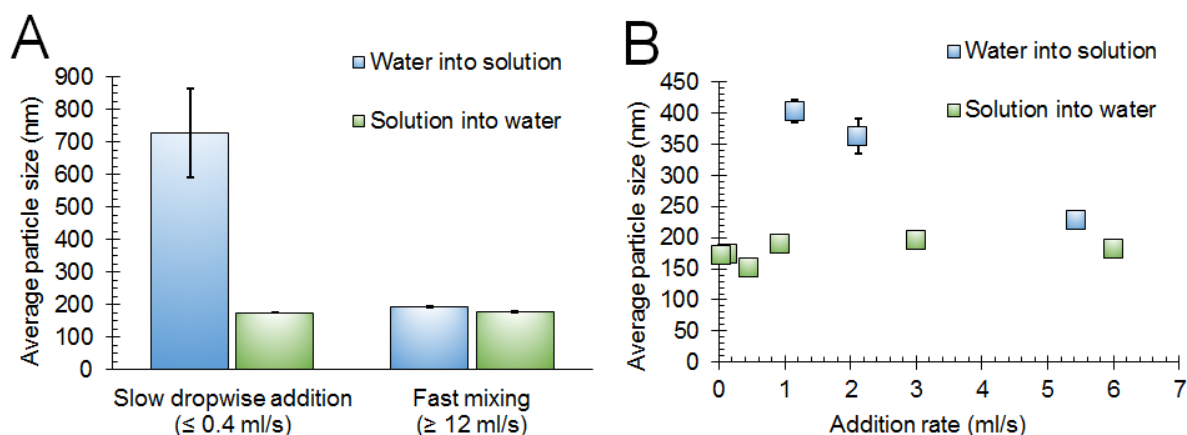 A
Water into solution
Solution into water
Average particle size (nm)
900
800
700
600
500
400
300
200
100
0
Slow dropwise addition
(≤ 0.4 ml/s)
Fast mixing
(≥ 12 ml/s)
B
Water into solution
Solution into water
Average particle size (nm)
450
400
350
300
250
200
150
100
50
0
0 1 2 3 4 5 6 7
Addition rate (ml/s)